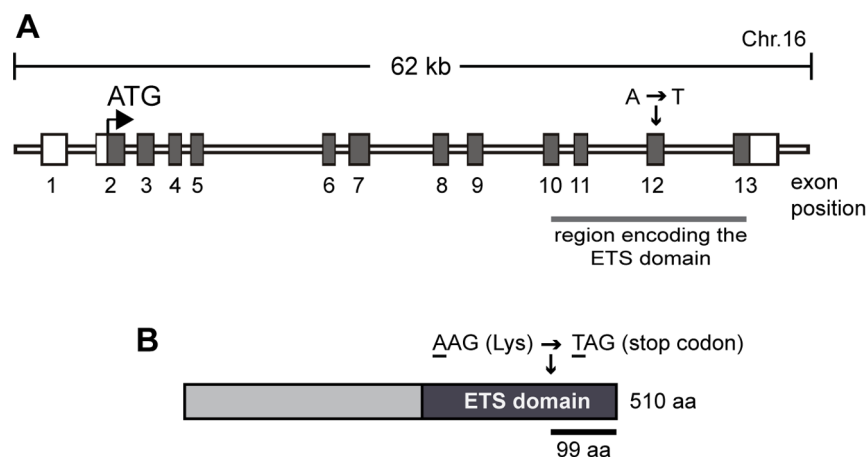 A
Chr.16
62 kb
ATG
A → T
1 2 3 4 5 6 7 8 9 10 11 12 13 exon
position
region encoding the
ETS domain
B
AAG (Lys) → TAG (stop codon)
ETS domain 510 aa
99 aa